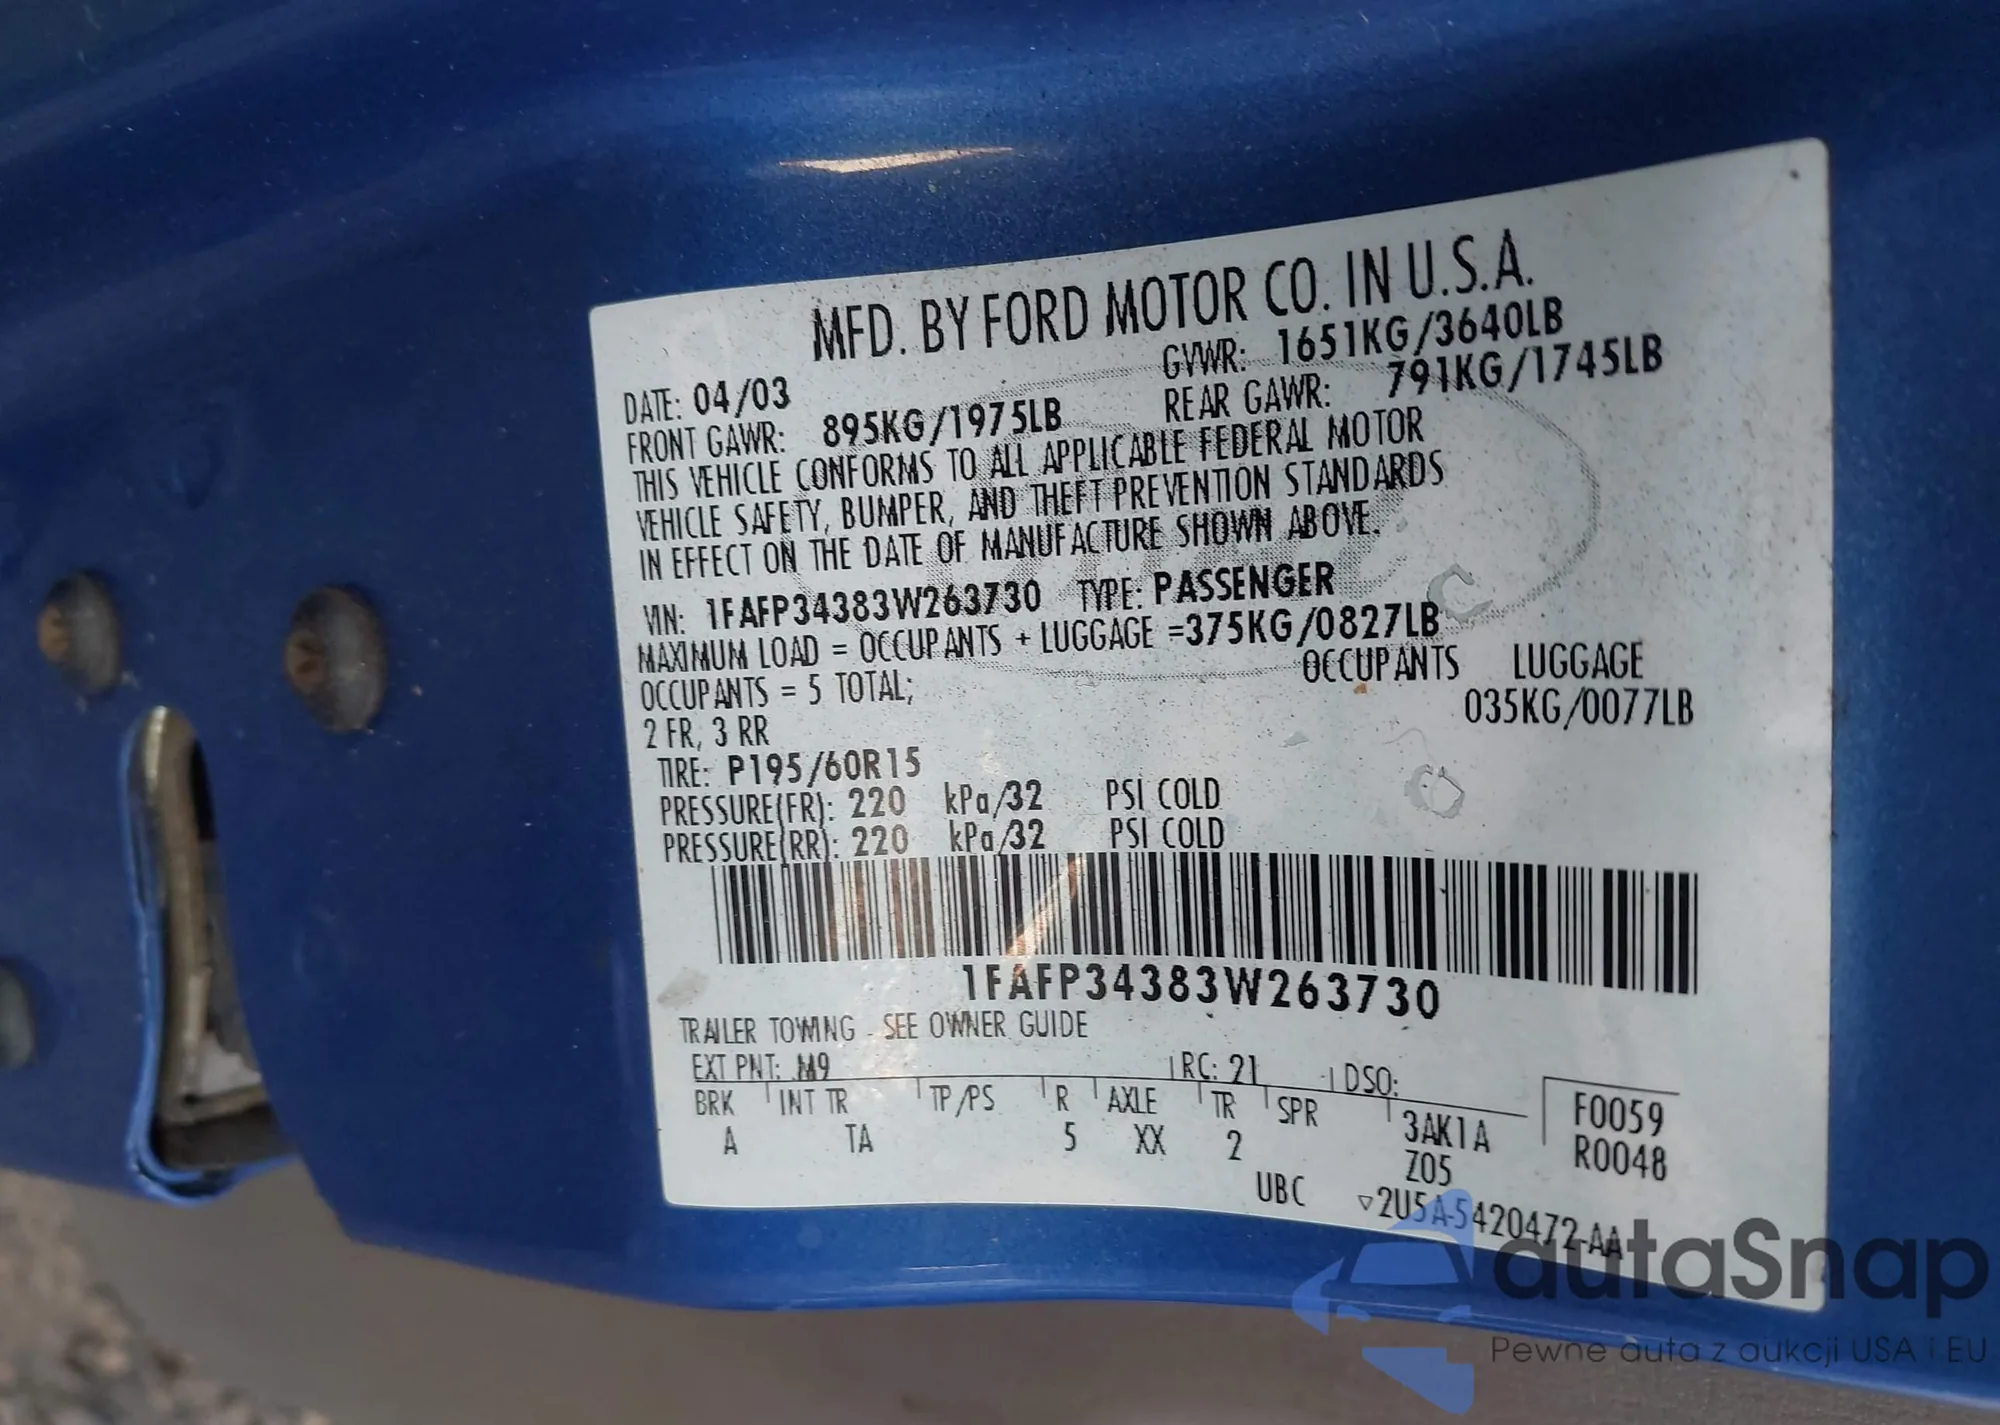 MFD. BY FORD MOTOR CO. IN U.S.A.
DATE: 04/03 GVWR: 1651KG/3640LB
FRONT GAWR: 895KG/1975LB REAR GAWR: 791KG/1745LB
THIS VEHICLE CONFORMS TO ALL APPLICABLE FEDERAL MOTOR
VEHICLE SAFETY, BUMPER, AND THEFT PREVENTION STANDARDS
IN EFFECT ON THE DATE OF MANUFACTURE SHOWN ABOVE.
VIN: 1FAFP34383W263730 TYPE: PASSENGER
MAXIMUM LOAD = OCCUPANTS + LUGGAGE =375KG/0827LB
OCCUPANTS = 5 TOTAL; OCCUPANTS LUGGAGE
2 FR, 3 RR 035KG/0077LB
TIRE: P195/60R15
PRESSURE(FR): 220 kPa/32 PSI COLD
PRESSURE(RR): 220 kPa/32 PSI COLD
1FAFP34383W263730
TRAILER TOWING - SEE OWNER GUIDE
EXT PNT: M9 RC: 21 DSO:
BRK INT TR TP/PS R AXLE TR SPR F0059
A TA 5 XX 2 3AK1A R0048
Z05
UBC ▽2U5A-5420472-AA
autaSnap
Pewne auta z aukcji USA i EU